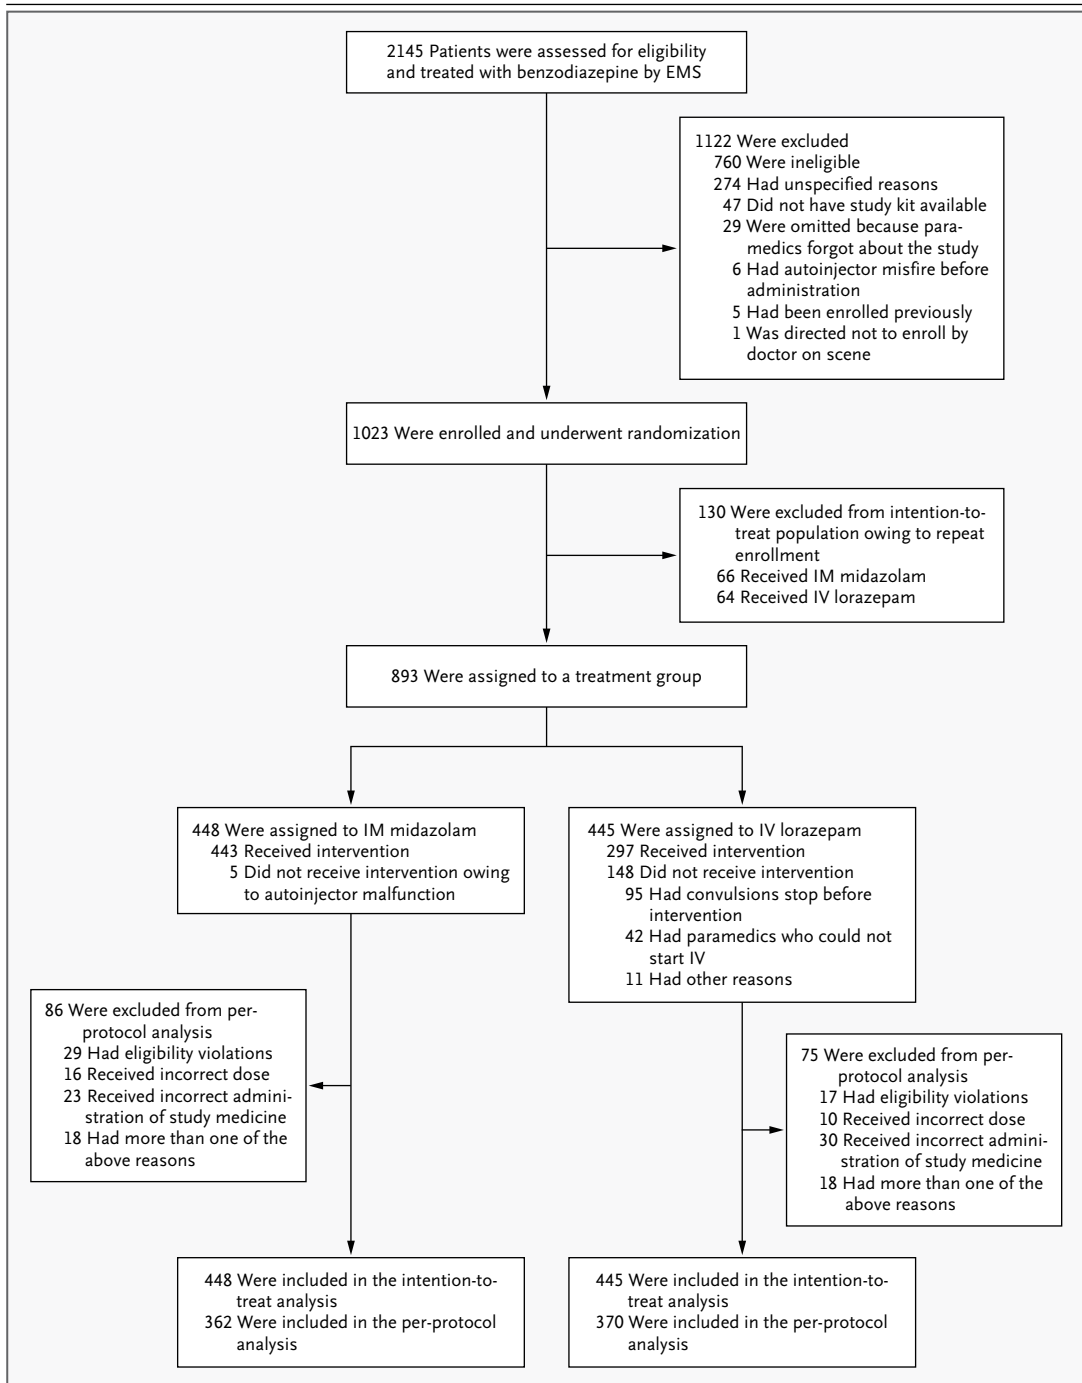 2145 Patients were assessed for eligibility
and treated with benzodiazepine by EMS
1122 Were excluded
760 Were ineligible
274 Had unspecified reasons
47 Did not have study kit available
29 Were omitted because para-
medics forgot about the study
6 Had autoinjector misfire before
administration
5 Had been enrolled previously
1 Was directed not to enroll by
doctor on scene
1023 Were enrolled and underwent randomization
130 Were excluded from intention-to-
treat population owing to repeat
enrollment
66 Received IM midazolam
64 Received IV lorazepam
893 Were assigned to a treatment group
448 Were assigned to IM midazolam
443 Received intervention
5 Did not receive intervention owing
to autoinjector malfunction
445 Were assigned to IV lorazepam
297 Received intervention
148 Did not receive intervention
95 Had convulsions stop before
intervention
42 Had paramedics who could not
start IV
11 Had other reasons
86 Were excluded from per-
protocol analysis
29 Had eligibility violations
16 Received incorrect dose
23 Received incorrect admini-
stration of study medicine
18 Had more than one of the
above reasons
75 Were excluded from per-
protocol analysis
17 Had eligibility violations
10 Received incorrect dose
30 Received incorrect admini-
stration of study medicine
18 Had more than one of the
above reasons
448 Were included in the intention-to-
treat analysis
362 Were included in the per-protocol
analysis
445 Were included in the intention-to-
treat analysis
370 Were included in the per-protocol
analysis